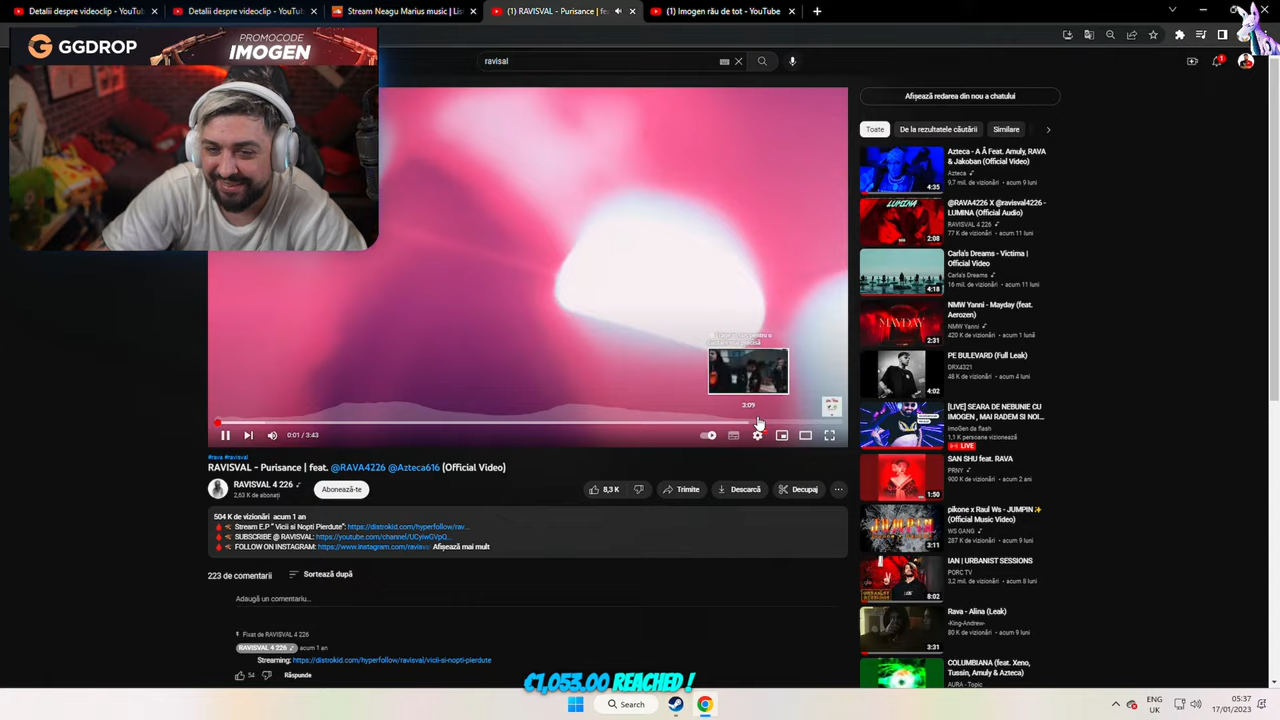 Detalii despre videoclip - YouTub
Detalii despre videoclip - YouTub
Stream Neagu Marius music | List
(1) RAVISVAL - Purisance | fe
(1) Imogen rău de tot - YouTube
GGDROP
PROMOCODE
IMOGEN
ravisal
3:09
0:01 / 3:43
#rava #ravisval
RAVISVAL - Purisance | feat. @RAVA4226 @Azteca616 (Official Video)
RAVISVAL 4 226
2,63 K de abonați
Abonează-te
8,3 K
Trimite
Descarcă
Decupaj
504 K de vizionări acum 1 an
Stream E.P " Vicii si Nopti Pierdute": https://distrokid.com/hyperfollow/rav...
SUBSCRIBE @ RAVISVAL: https://youtube.com/channel/UCyiwGVpQ...
FOLLOW ON INSTAGRAM: https://www.instagram.com/ravisva Afișează mai mult
223 de comentarii
Sortează după
Adaugă un comentariu...
Fixat de RAVISVAL 4 226
RAVISVAL 4 226 acum 1 an
Streaming: https://distrokid.com/hyperfollow/ravisval/vicii-si-nopti-pierdute
54
Răspunde
€1,053.00 REACHED !
Afișează redarea din nou a chatului
Toate
De la rezultatele căutării
Similare
Azteca - A Â Feat. Amuly, RAVA
& Jakoban (Official Video)
Azteca
9,7 mil. de vizionări • acum 9 luni
4:35
LUMINA
@RAVA4226 X @ravisval4226 -
LUMINA (Official Audio)
RAVISVAL 4 226
77 K de vizionări • acum 11 luni
2:08
Carla's Dreams - Victima |
Official Video
Carla's Dreams
16 mil. de vizionări • acum 11 luni
4:18
MAYDAY
NMW Yanni - Mayday (feat.
Aerozen)
NMW Yanni
420 K de vizionări • acum 1 lună
2:31
PE BULEVARD (Full Leak)
DRX4321
48 K de vizionări • acum 4 luni
4:02
[LIVE] SEARA DE NEBUNIE CU
IMOGEN , MAI RADEM SI NOI...
imoGen da flash
1,1 K persoane vizionează
LIVE
SAN SHU feat. RAVA
PRNY
900 K de vizionări • acum 2 ani
1:50
JUMPIN
pikone x Raul Ws - JUMPIN✨
(Official Music Video)
WS GANG
287 K de vizionări • acum 9 luni
3:11
IAN | URBANIST SESSIONS
PORC TV
3,2 mil. de vizionări • acum 8 luni
8:02
Rava - Alina (Leak)
-King-Andrew-
80 K de vizionări • acum 9 luni
3:31
COLUMBIANA (feat. Xeno,
Tussin, Amuly & Azteca)
AURA - Topic
Search
ENG
UK
05:37
17/01/2023